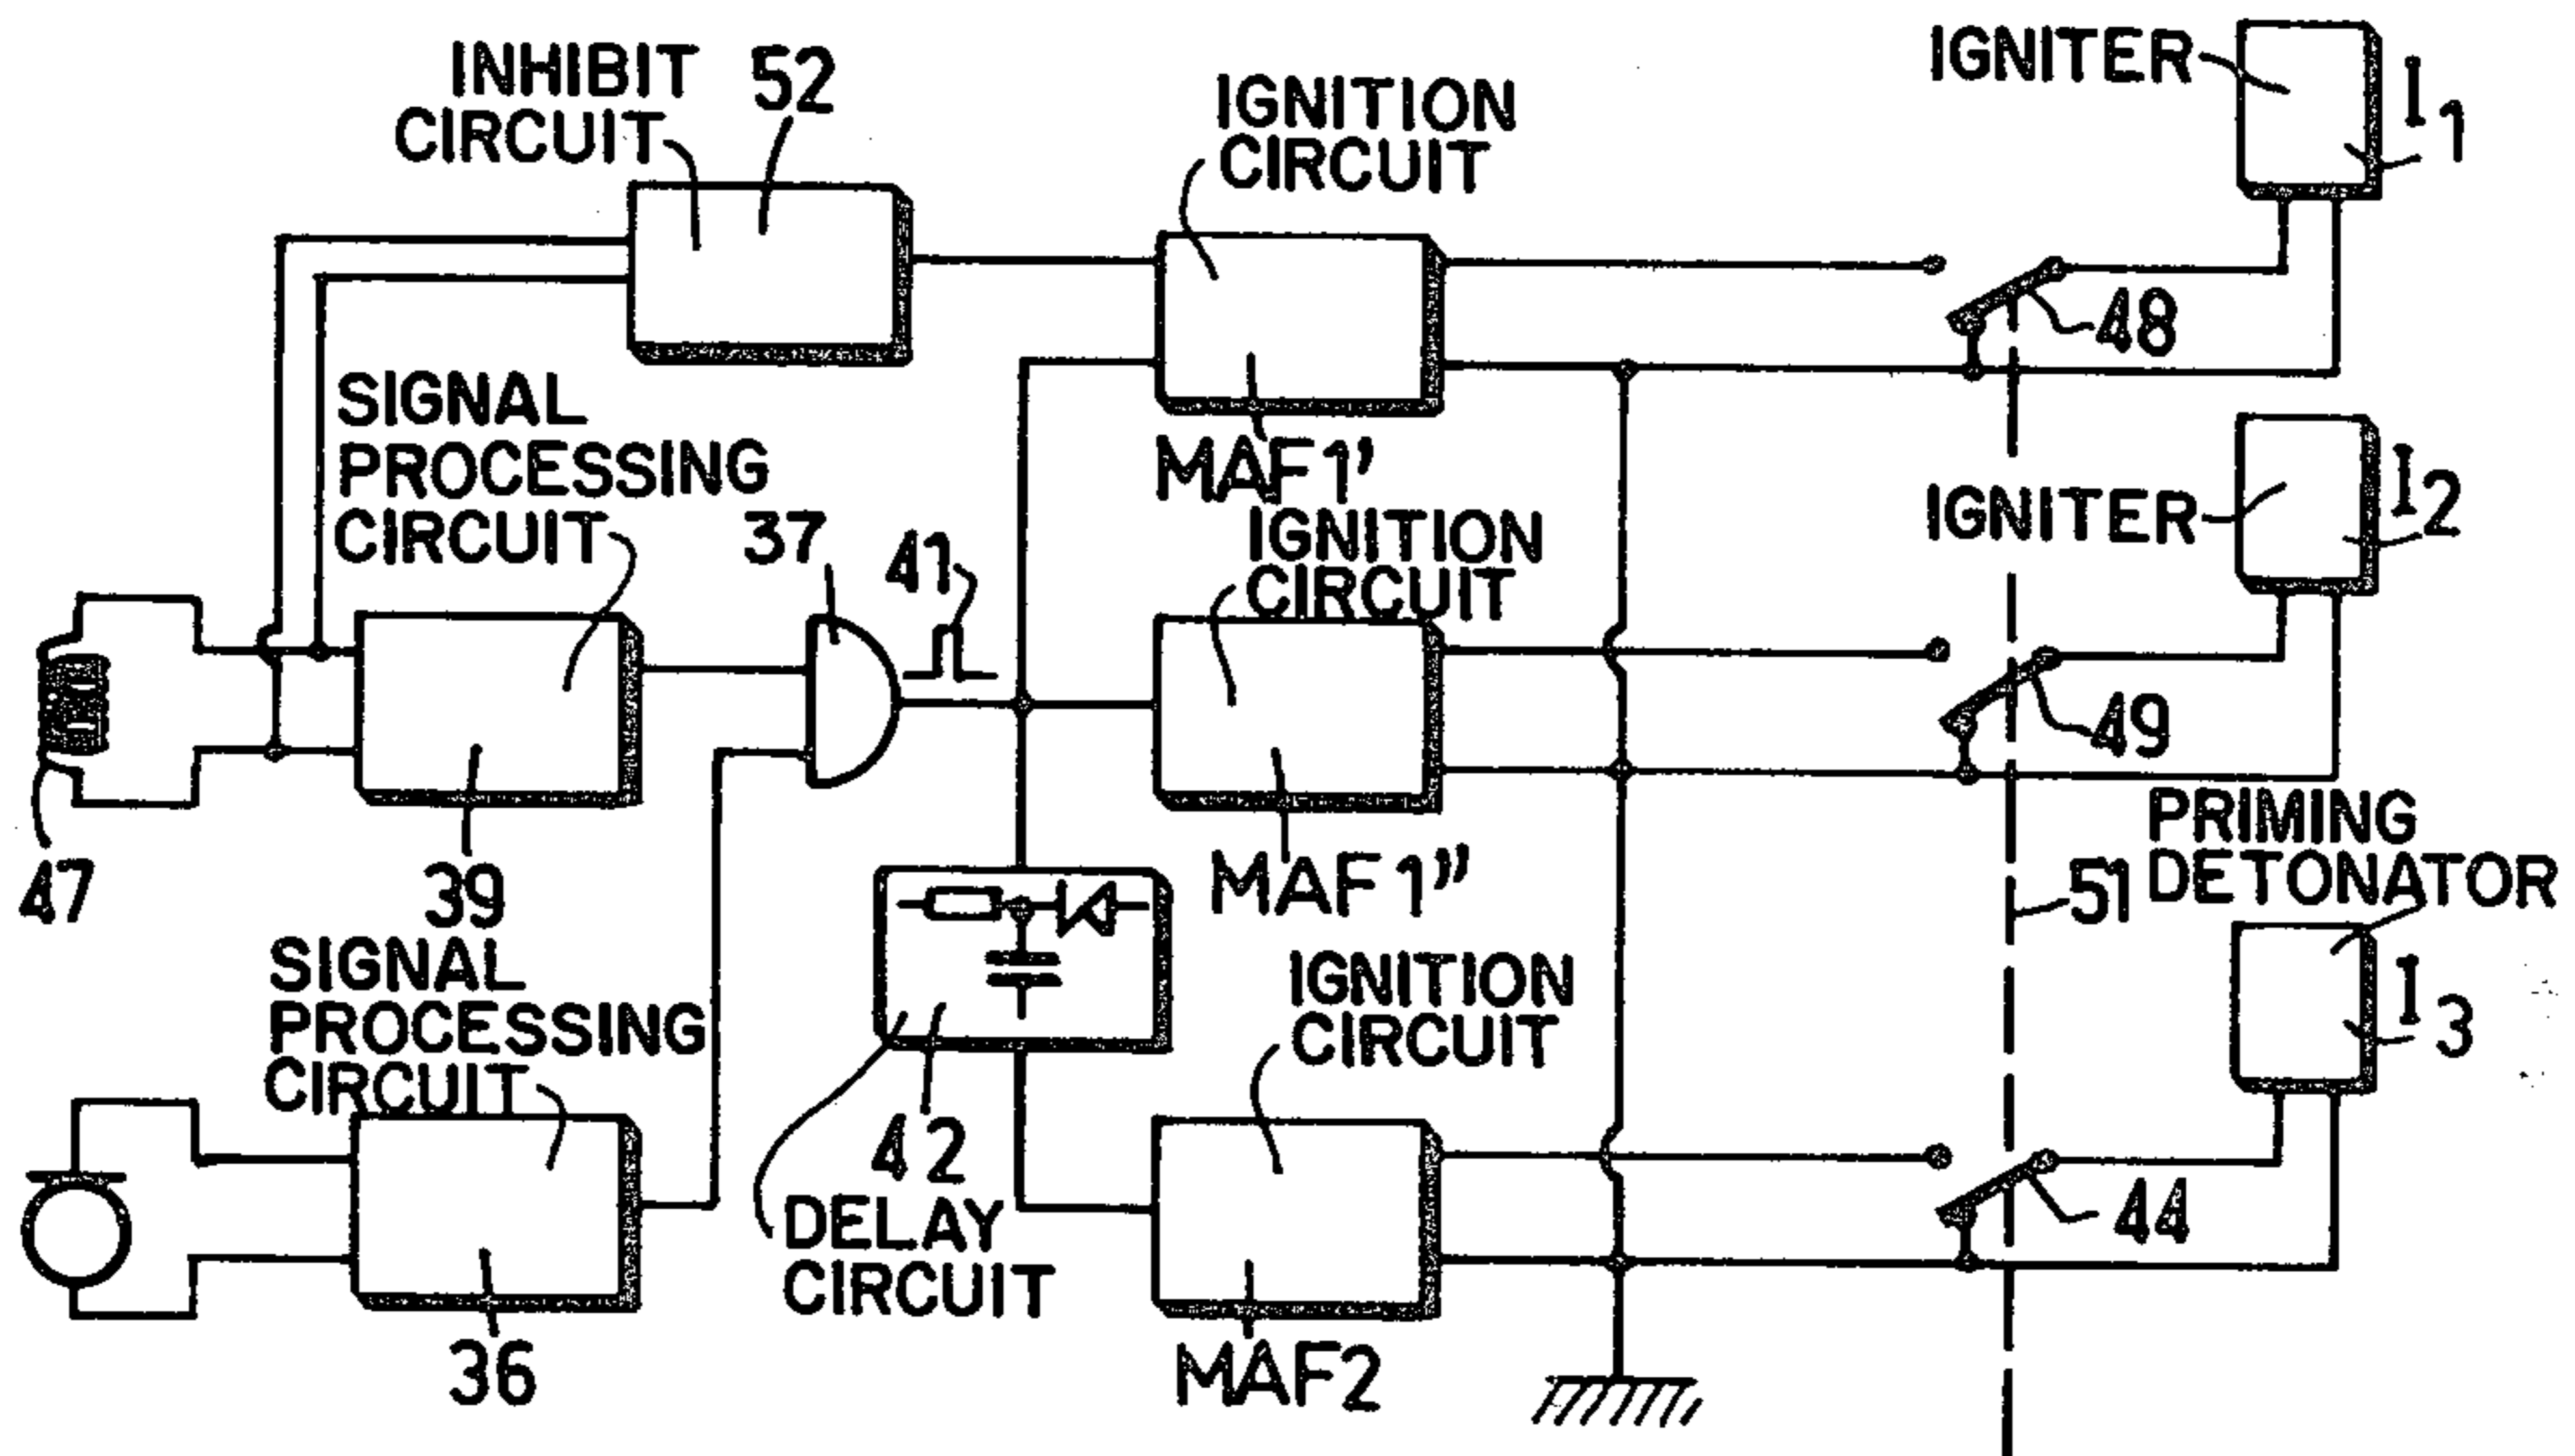 INHIBIT
CIRCUIT
52
IGNITION
CIRCUIT
IGNITER
I1
48
SIGNAL
PROCESSING
CIRCUIT
37
41
MAF1'
IGNITION
CIRCUIT
IGNITER
I2
49
47
39
MAF1"
51
PRIMING
DETONATOR
SIGNAL
PROCESSING
CIRCUIT
42
DELAY
CIRCUIT
IGNITION
CIRCUIT
I3
44
36
MAF2